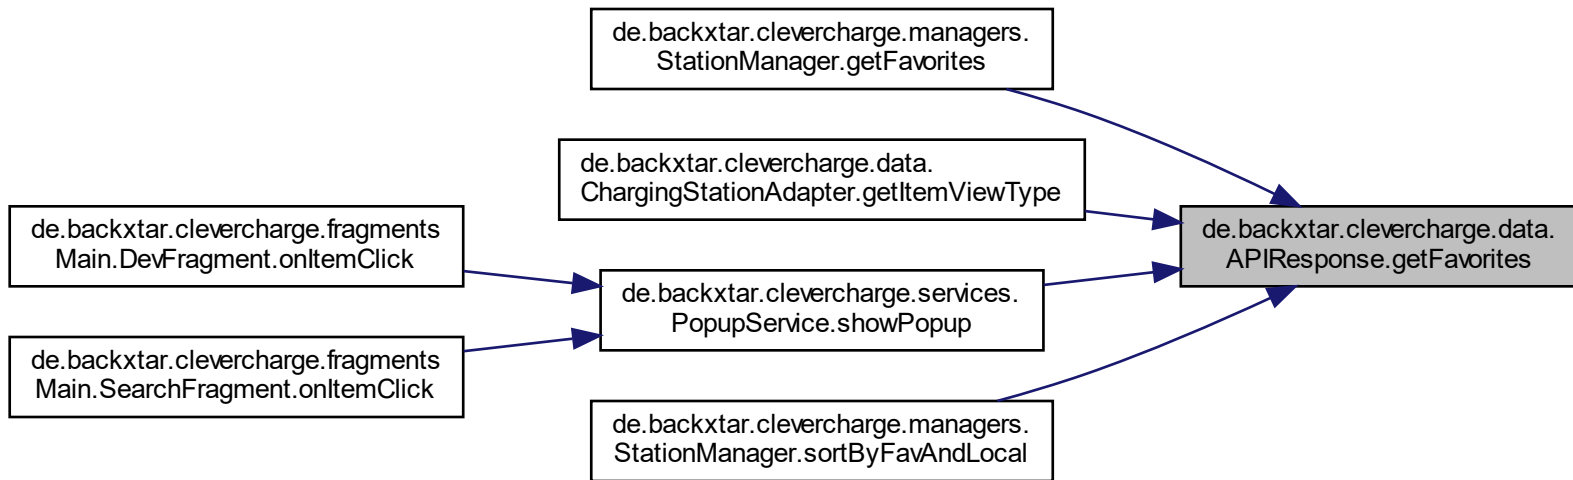 de.backxtar.clevercharge.managers.
StationManager.getFavorites
de.backxtar.clevercharge.data.
ChargingStationAdapter.getItemViewType
de.backxtar.clevercharge.fragments
Main.DevFragment.onItemClick
de.backxtar.clevercharge.data.
APIResponse.getFavorites
de.backxtar.clevercharge.services.
PopupService.showPopup
de.backxtar.clevercharge.fragments
Main.SearchFragment.onItemClick
de.backxtar.clevercharge.managers.
StationManager.sortByFavAndLocal